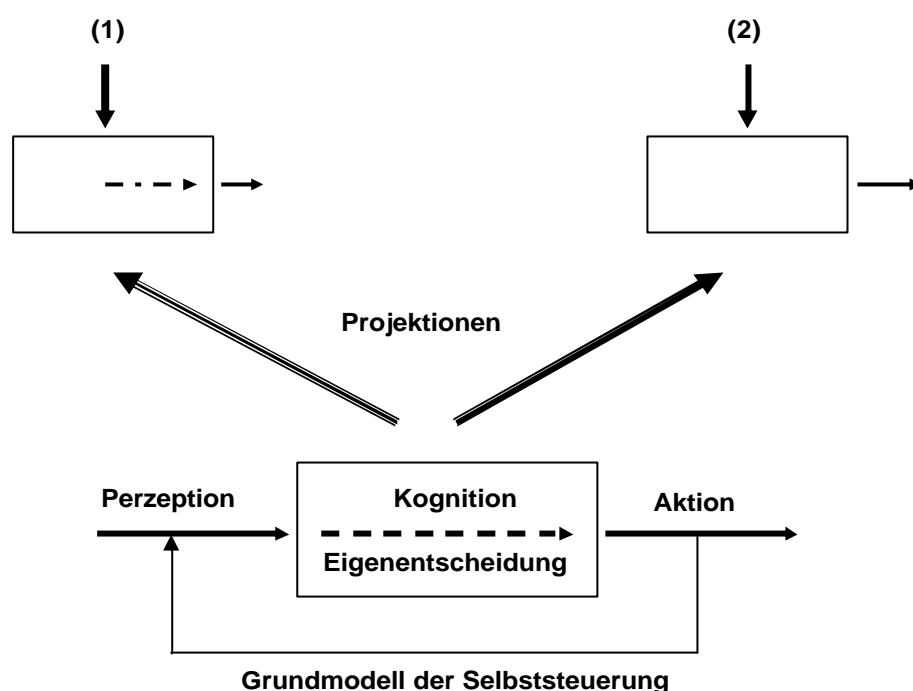 (1)
(2)
Projektionen
Perzeption
Kognition
Aktion
Eigenentscheidung
Grundmodell der Selbststeuerung